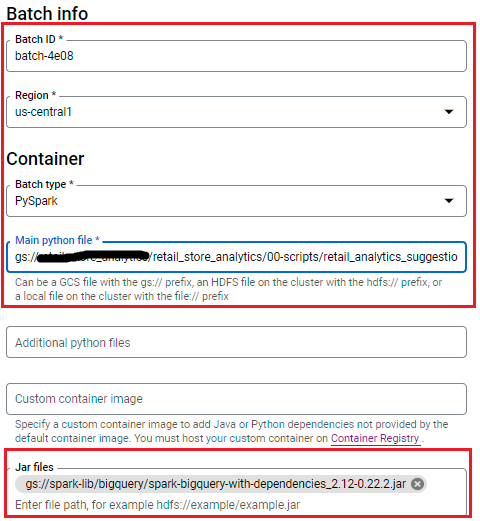 Batch info
Batch ID *
batch-4e08
Region *
us-central1
Container
Batch type *
PySpark
Main python file *
gs:// /retail_store_analytics/00-scripts/retail_analytics_suggestio
Can be a GCS file with the gs:// prefix, an HDFS file on the cluster with the hdfs:// prefix, or
a local file on the cluster with the file:// prefix
Additional python files
Custom container image
Specify a custom container image to add Java or Python dependencies not provided by the
default container image. You must host your custom container on Container Registry .
Jar files
gs://spark-lib/bigquery/spark-bigquery-with-dependencies_2.12-0.22.2.jar
Enter file path, for example hdfs://example/example.jar